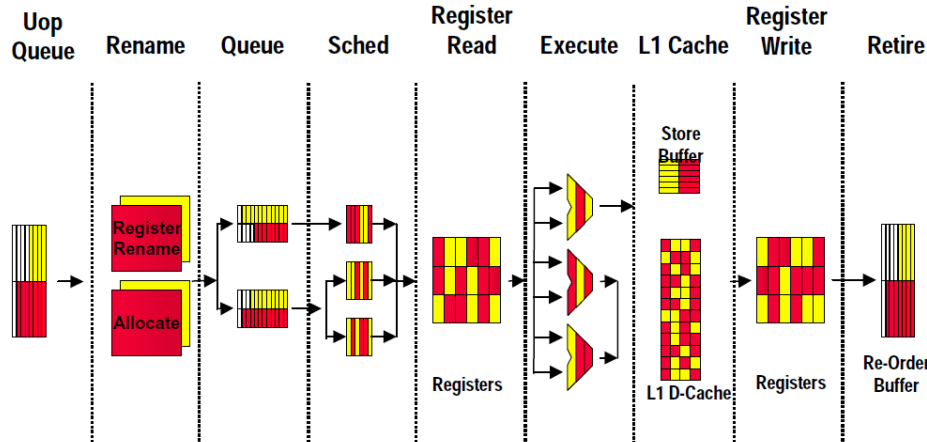 Uop
Queue
Rename
Queue
Sched
Register
Read
Execute
L1 Cache
Register
Write
Retire
Register
Rename
Allocate
Registers
Store
Buffer
L1 D-Cache
Registers
Re-Order
Buffer